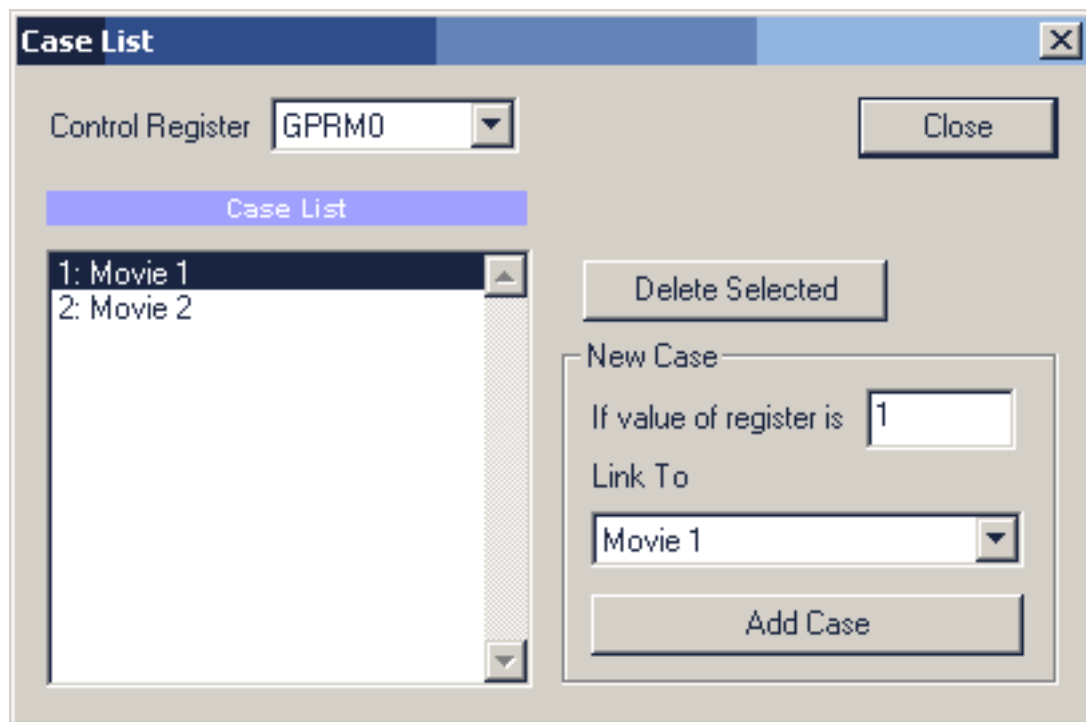 Case List
Control Register GPRM0
Close
Case List
1: Movie 1
2: Movie 2
Delete Selected
New Case
If value of register is 1
Link To
Movie 1
Add Case